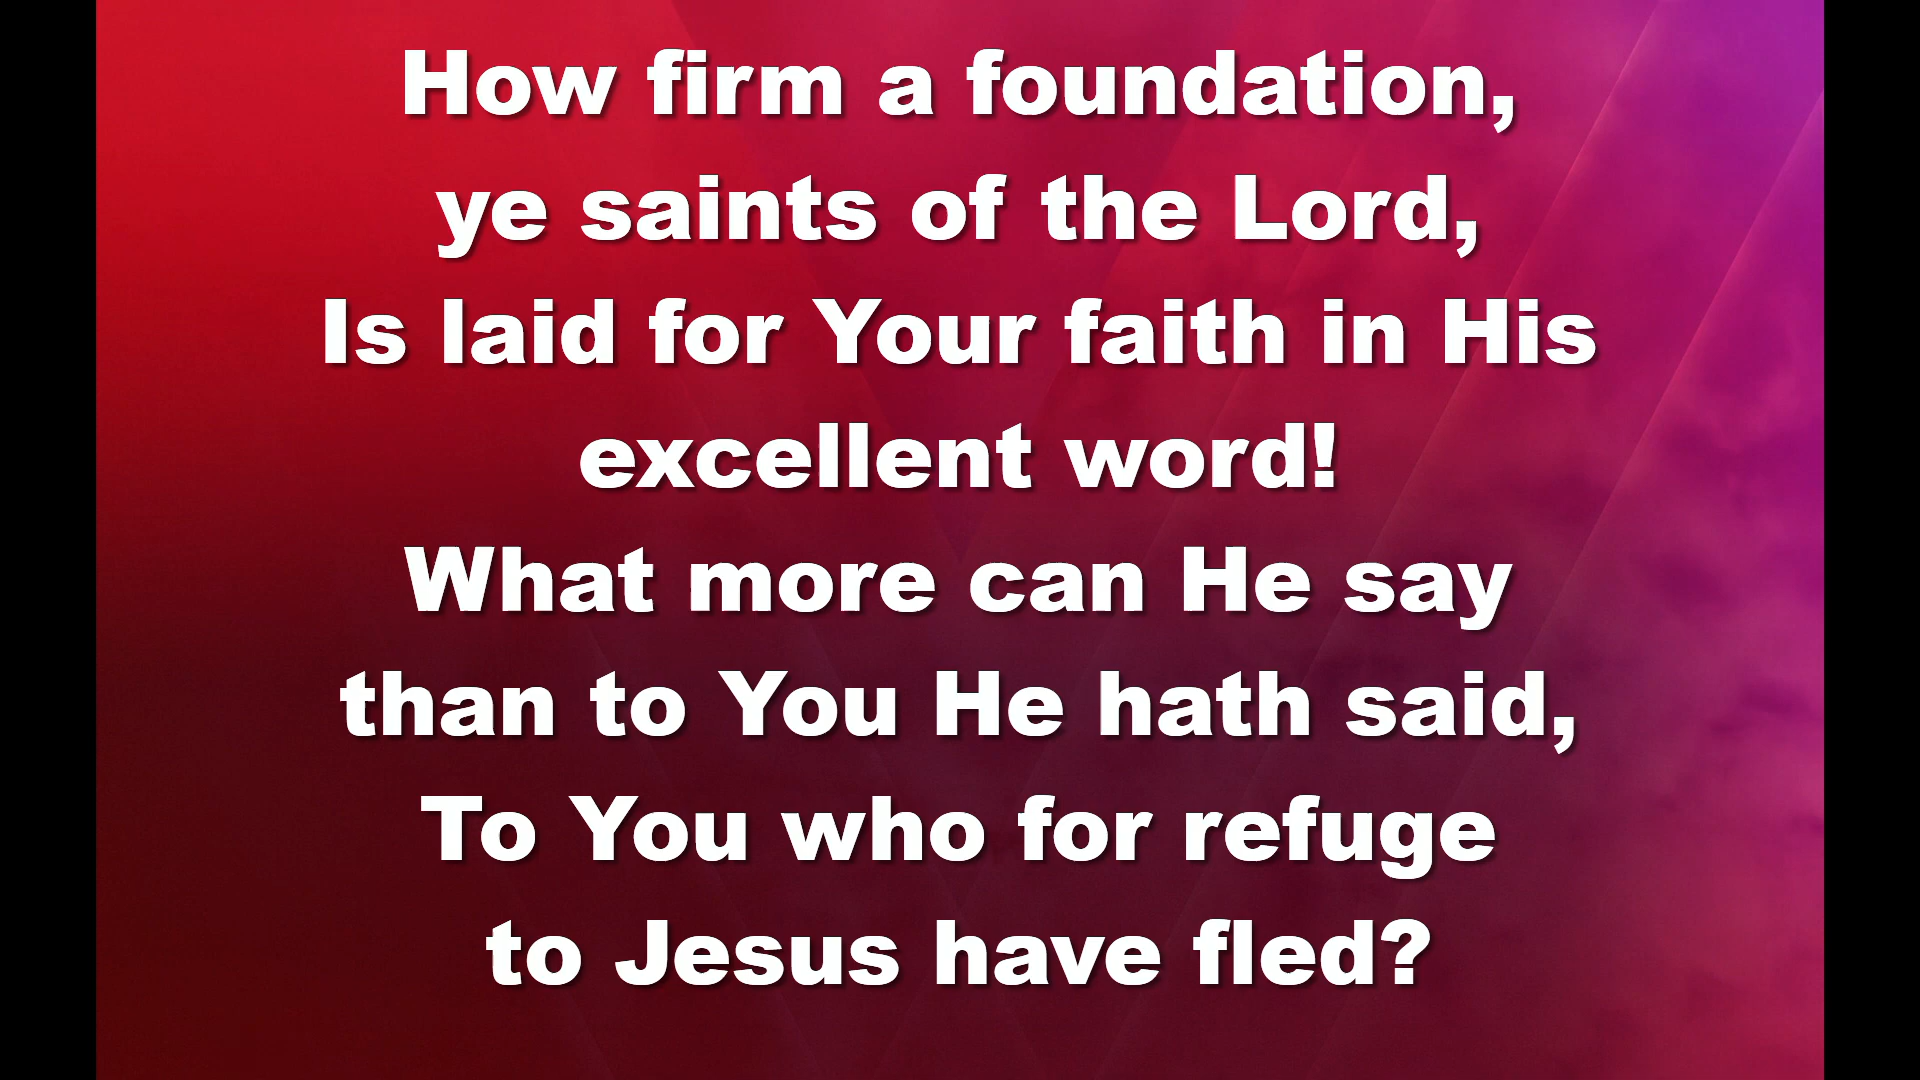 How firm a foundation,
ye saints of the Lord,
Is laid for Your faith in His
excellent word!
What more can He say
than to You He hath said,
To You who for refuge
to Jesus have fled?